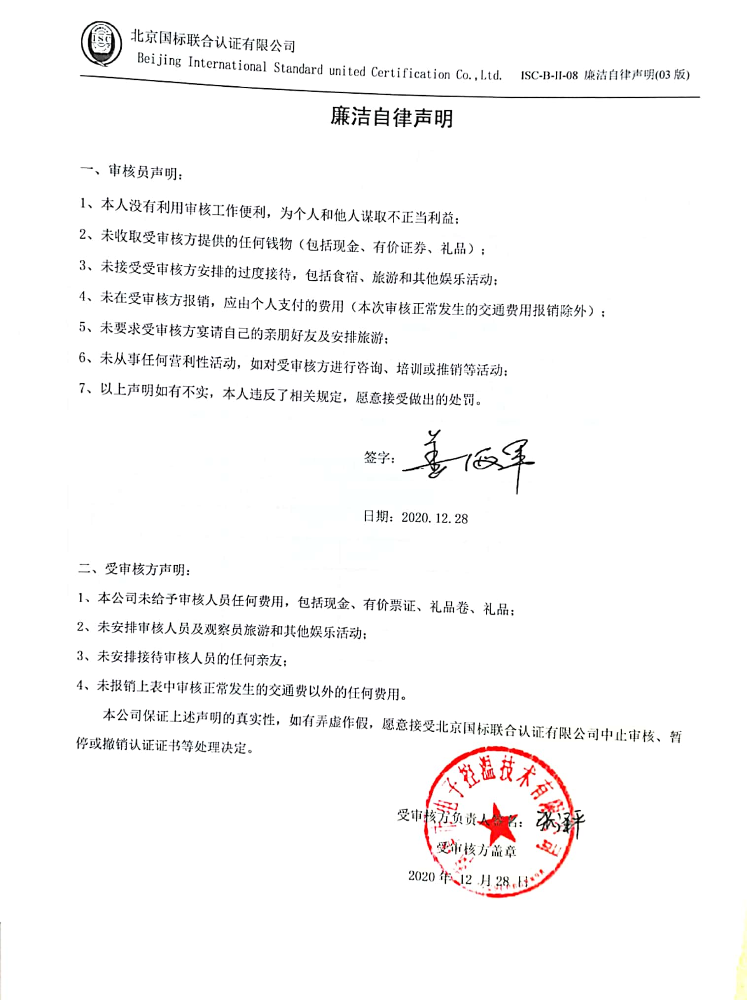 ISC
北京国标联合认证有限公司
Beijing International Standard united Certification Co.,Ltd. ISC-B-II-08 廉洁自律声明(03 版)
廉洁自律声明
一、审核员声明：
1、本人没有利用审核工作便利，为个人和他人谋取不正当利益；
2、未收取受审核方提供的任何钱物（包括现金、有价证券、礼品）；
3、未接受受审核方安排的过度接待，包括食宿、旅游和其他娱乐活动；
4、未在受审核方报销，应由个人支付的费用（本次审核正常发生的交通费用报销除外）；
5、未要求受审核方宴请自己的亲朋好友及安排旅游；
6、未从事任何营利性活动，如对受审核方进行咨询、培训或推销等活动；
7、以上声明如有不实，本人违反了相关规定，愿意接受做出的处罚。
签字：
日期：2020.12.28
二、受审核方声明：
1、本公司未给予审核人员任何费用，包括现金、有价票证、礼品卷、礼品；
2、未安排审核人员及观察员旅游和其他娱乐活动；
3、未安排接待审核人员的任何亲友；
4、未报销上表中审核正常发生的交通费以外的任何费用。
本公司保证上述声明的真实性，如有弄虚作假，愿意接受北京国标联合认证有限公司中止审核、暂
停或撤销认证证书等处理决定。
电子控温技术有限公司
受审核方负责人签名：
受审核方盖章
2020 年 12 月 28 日